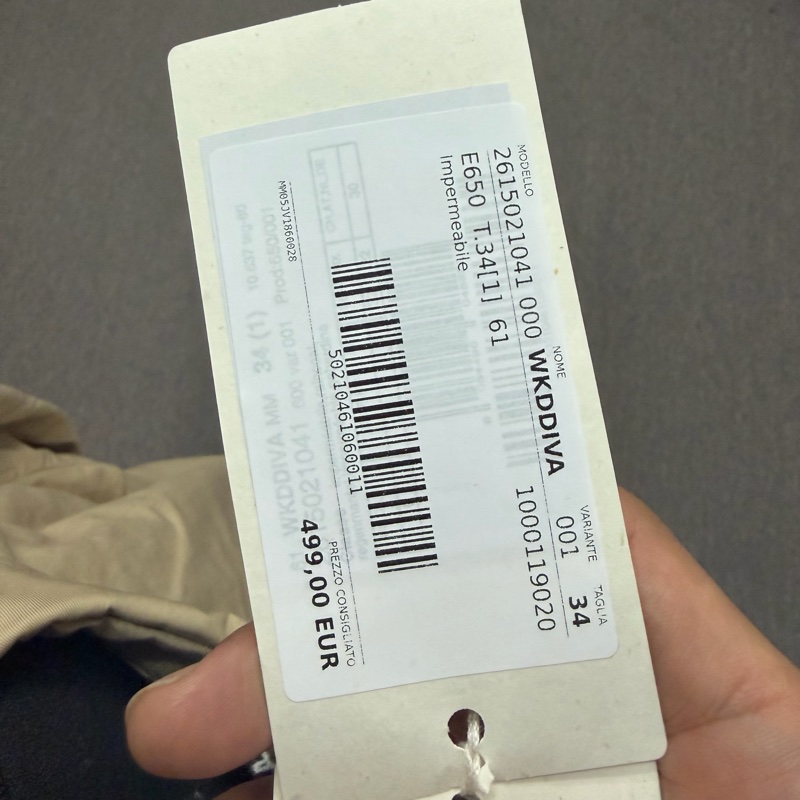 MODELLO NOME VARIANTE TAGLIA
2615021041 000 WKDDIVA 001 34
E650 T.34[1] 61 1000119020
Impermeabile
50210461060011
PREZZO CONSIGLIATO
MM05JV1860028 499,00 EUR